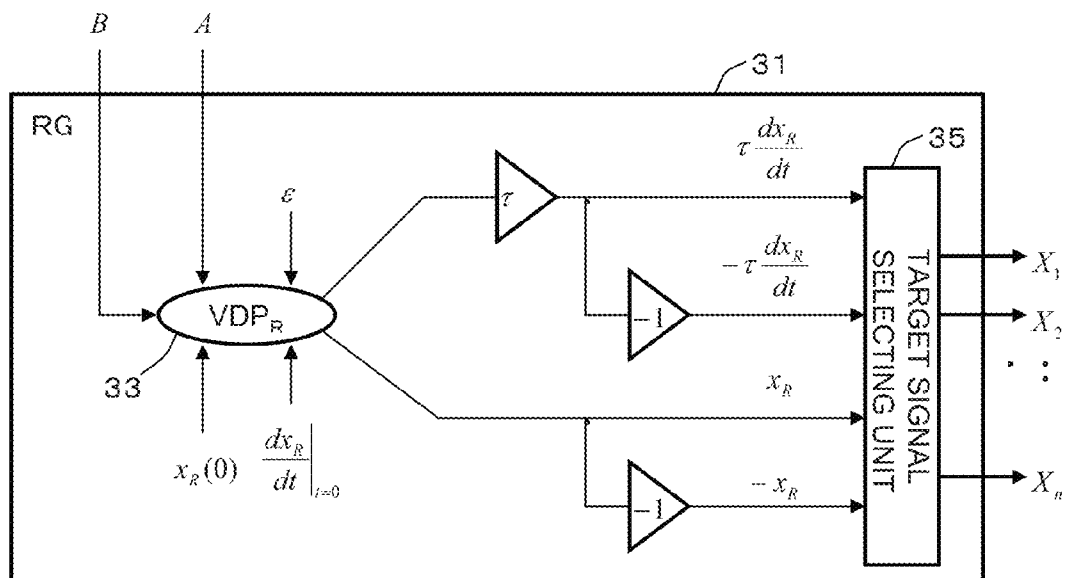 B
A
31
RG
ε
τ
τ dx_R/dt
35
−τ dx_R/dt
−1
VDP_R
33
x_R(0)
dx_R/dt|_{t=0}
x_R
−x_R
−1
TARGET SIGNAL
SELECTING UNIT
X_1
X_2
X_n